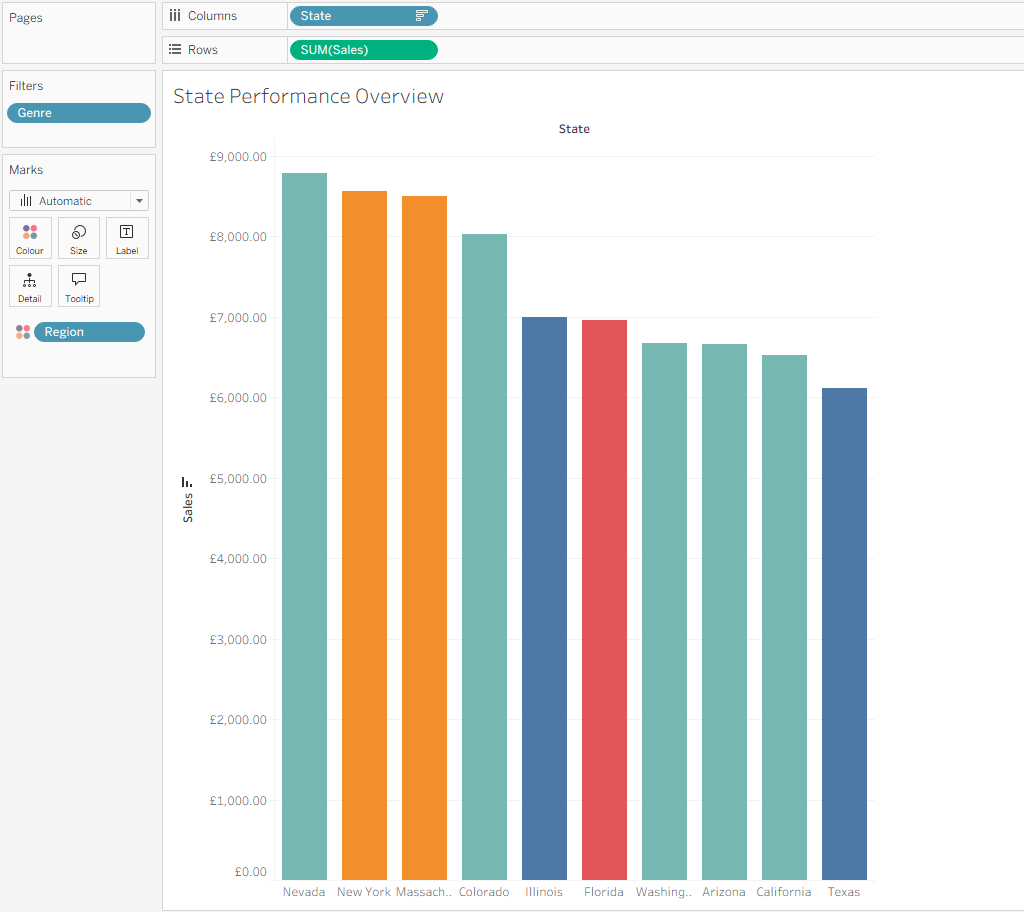 Pages
Columns
State
Rows
SUM(Sales)
Filters
Genre
Marks
Automatic
Colour
Size
Label
Detail
Tooltip
Region
State Performance Overview
State
£9,000.00
£8,000.00
£7,000.00
£6,000.00
£5,000.00
£4,000.00
£3,000.00
£2,000.00
£1,000.00
£0.00
Sales
Nevada New York Massach.. Colorado Illinois Florida Washing.. Arizona California Texas